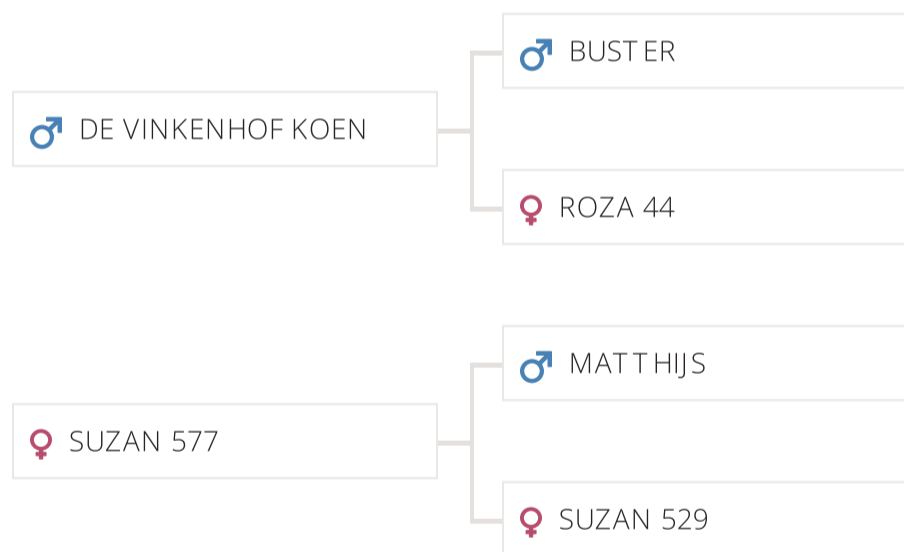 BUSTER
DE VINKENHOF KOEN
ROZA 44
MATTHIJS
SUZAN 577
SUZAN 529